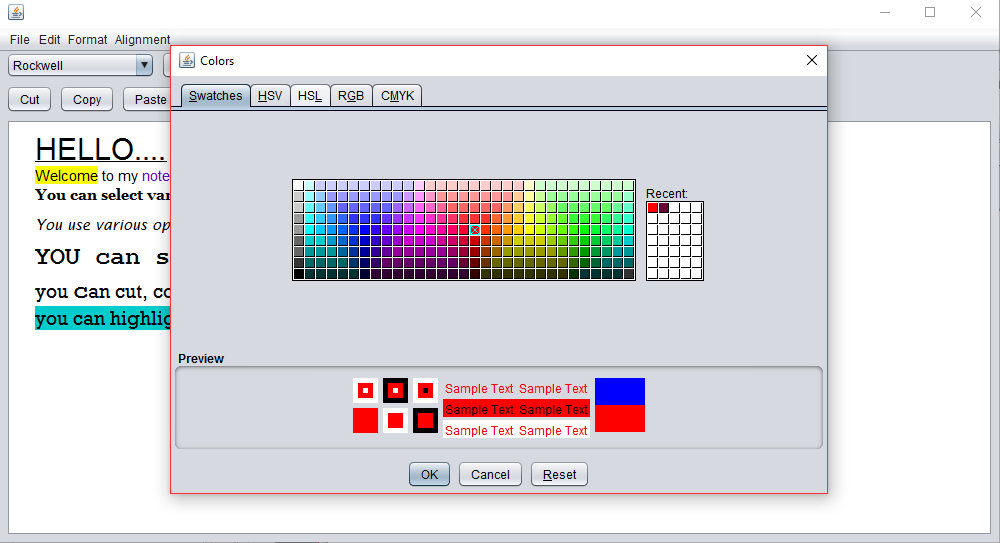 File Edit Format Alignment
Colors
Rockwell
Swatches HSV HSL RGB CMYK
Cut Copy Paste
HELLO....
Welcome to my note
You can select var
You use various op
YOU can s
you Can cut, co
you can highlig
Recent:
Preview
Sample Text Sample Text
Sample Text Sample Text
Sample Text Sample Text
OK Cancel Reset